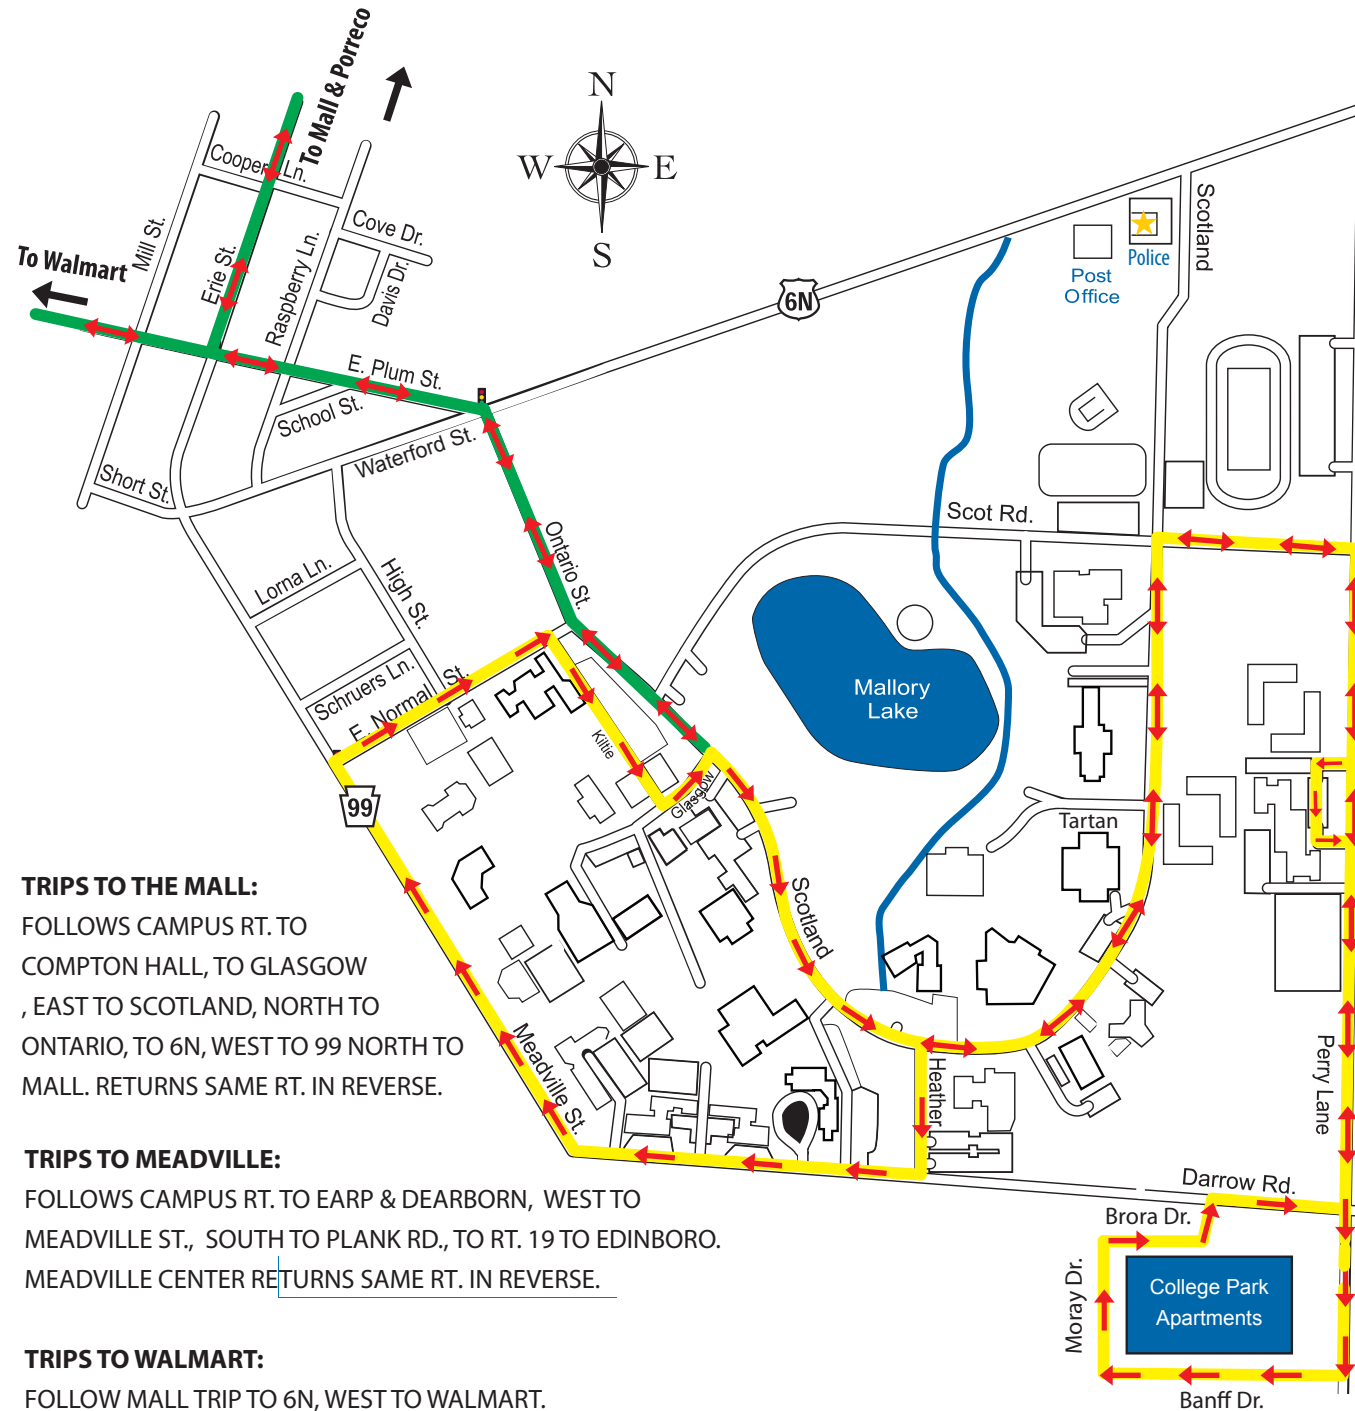 To Mall & Porreco
N
W
E
S
Cooper Ln.
Mill St.
Cove Dr.
Scotland
Police
Post
Office
To Walmart
Erie St.
Raspberry Ln.
Davis Dr.
6N
E. Plum St.
School St.
Waterford St.
Short St.
Scot Rd.
Ontario St.
Lorna Ln.
High St.
Schruers Ln.
E. Normal St.
Mallory
Lake
Kiltie
Glasgow
99
Tartan
Scotland
TRIPS TO THE MALL:
FOLLOWS CAMPUS RT. TO
COMPTON HALL, TO GLASGOW
, EAST TO SCOTLAND, NORTH TO
ONTARIO, TO 6N, WEST TO 99 NORTH TO
MALL. RETURNS SAME RT. IN REVERSE.
Meadville St.
Heather
Perry Lane
TRIPS TO MEADVILLE:
FOLLOWS CAMPUS RT. TO EARP & DEARBORN, WEST TO
MEADVILLE ST., SOUTH TO PLANK RD., TO RT. 19 TO EDINBORO.
MEADVILLE CENTER RETURNS SAME RT. IN REVERSE.
Darrow Rd.
Brora Dr.
Moray Dr.
College Park
Apartments
Banff Dr.
TRIPS TO WALMART:
FOLLOW MALL TRIP TO 6N, WEST TO WALMART.